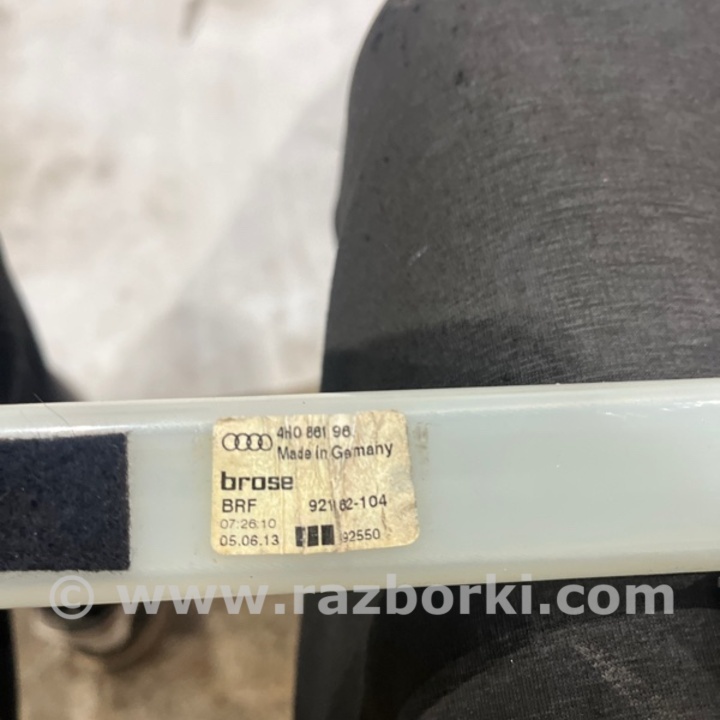 4H0 861 96
Made in Germany
brose
BRF 92 62-104
07:26:10
05.06.13 92550
© www.razborki.com